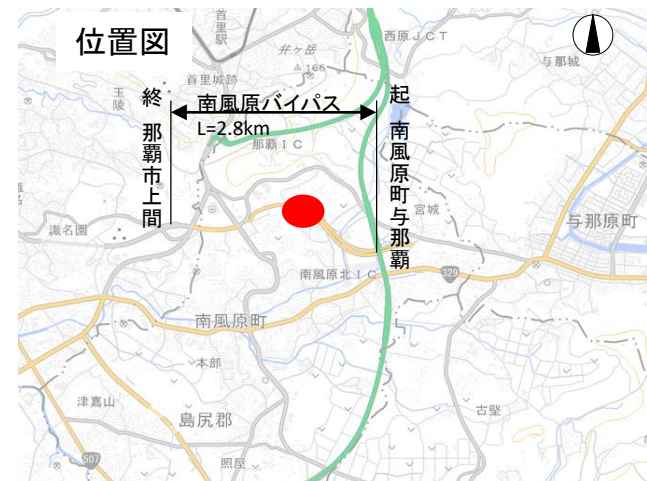 位置図
首里駅
弁ヶ岳
△166
西原JCT
与那城
首里城跡
玉陵
南風原バイパス
L=2.8km
那覇IC
終 那覇市上間
起 南風原町与那覇
宮城
与那原町
識名園
南風原北IC
329
南風原町
本部
津嘉山
島尻郡
古堅
照屋
507